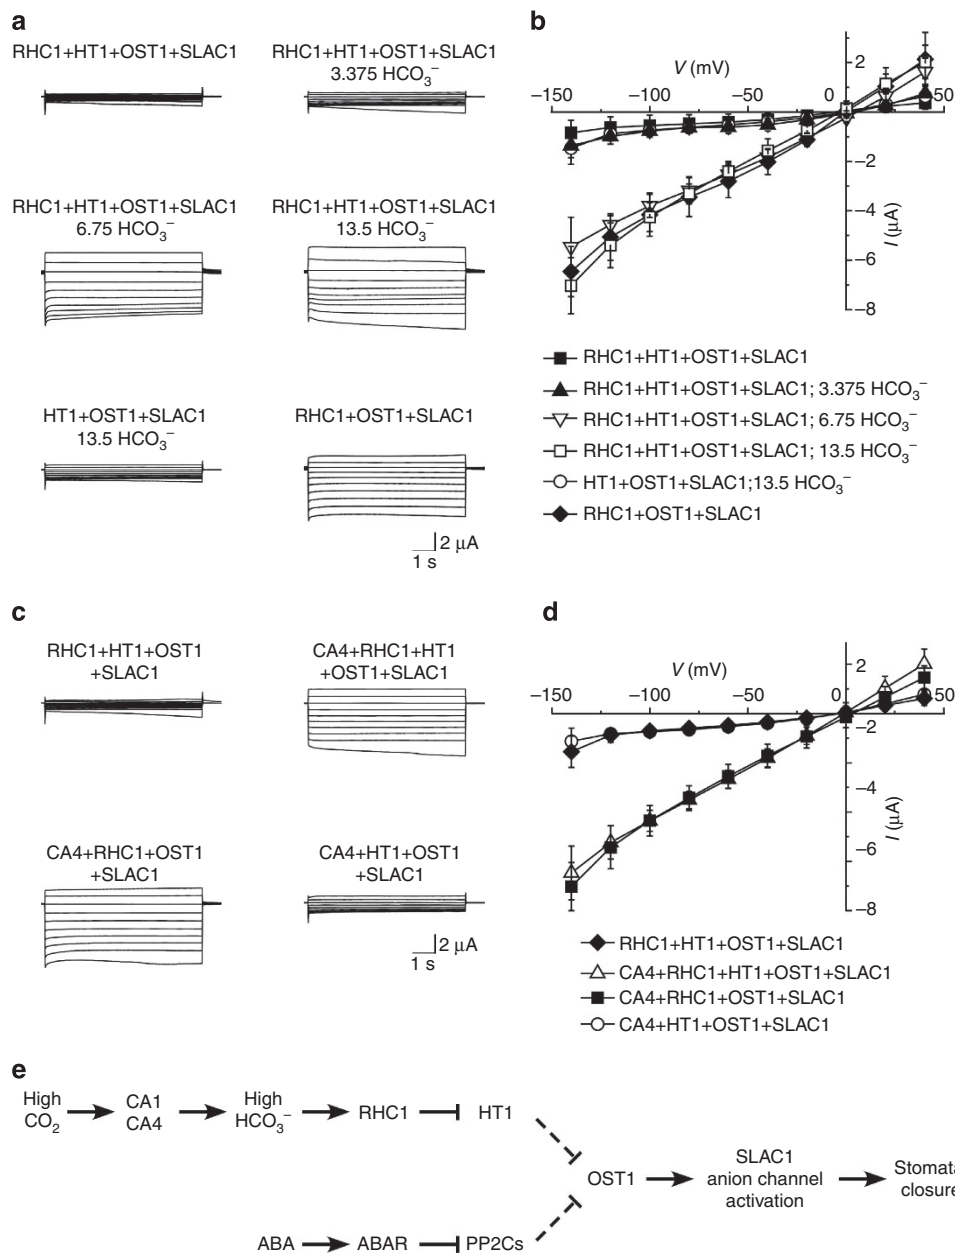 a
RHC1+HT1+OST1+SLAC1
RHC1+HT1+OST1+SLAC1
3.375 HCO3−
RHC1+HT1+OST1+SLAC1
6.75 HCO3−
RHC1+HT1+OST1+SLAC1
13.5 HCO3−
HT1+OST1+SLAC1
13.5 HCO3−
RHC1+OST1+SLAC1
2 μA
1 s
b
V (mV)
−150 −100 −50 0 50
2
−2
−4
−6
−8
I (μA)
RHC1+HT1+OST1+SLAC1
RHC1+HT1+OST1+SLAC1; 3.375 HCO3−
RHC1+HT1+OST1+SLAC1; 6.75 HCO3−
RHC1+HT1+OST1+SLAC1; 13.5 HCO3−
HT1+OST1+SLAC1;13.5 HCO3−
RHC1+OST1+SLAC1
c
RHC1+HT1+OST1
+SLAC1
CA4+RHC1+HT1
+OST1+SLAC1
CA4+RHC1+OST1
+SLAC1
CA4+HT1+OST1
+SLAC1
2 μA
1 s
d
V (mV)
−150 −100 −50 0 50
2
−2
−4
−6
−8
I (μA)
RHC1+HT1+OST1+SLAC1
CA4+RHC1+HT1+OST1+SLAC1
CA4+RHC1+OST1+SLAC1
CA4+HT1+OST1+SLAC1
e
High
CO2
CA1
CA4
High
HCO3−
RHC1
HT1
OST1
SLAC1
anion channel
activation
Stomata
closure
ABA
ABAR
PP2Cs